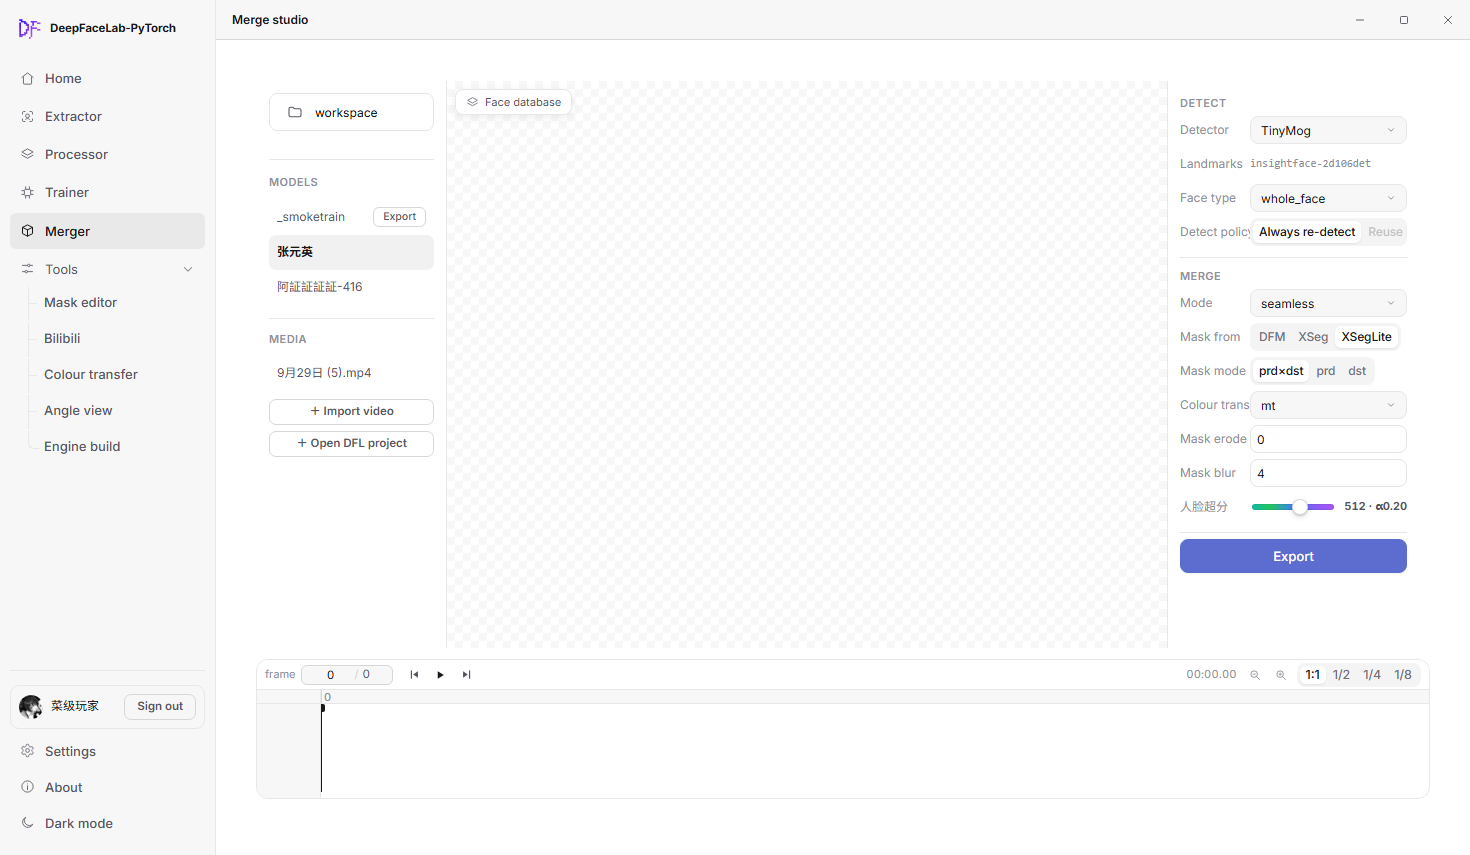 DeepFaceLab-PyTorch
Home
Extractor
Processor
Trainer
Merger
Tools
Mask editor
Bilibili
Colour transfer
Angle view
Engine build
菜级玩家
Sign out
Settings
About
Dark mode
Merge studio
workspace
MODELS
_smoketrain
Export
张元英
阿証証証証-416
MEDIA
9月29日 (5).mp4
+ Import video
+ Open DFL project
Face database
DETECT
Detector TinyMog
Landmarks insightface-2d106det
Face type whole_face
Detect policy Always re-detect Reuse
MERGE
Mode seamless
Mask from DFM XSeg XSegLite
Mask mode prd×dst prd dst
Colour trans mt
Mask erode 0
Mask blur 4
人脸超分 512 · α0.20
Export
frame 0 / 0
00:00.00 1:1 1/2 1/4 1/8
0